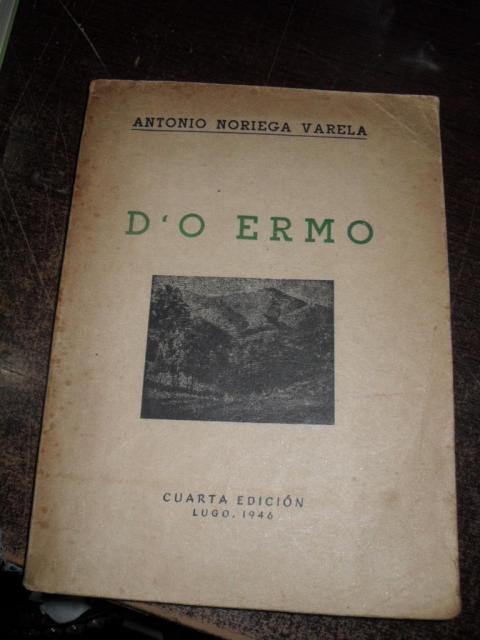 ANTONIO NORIEGA VARELA
D'O ERMO
CUARTA EDICIÓN
LUGO, 1946